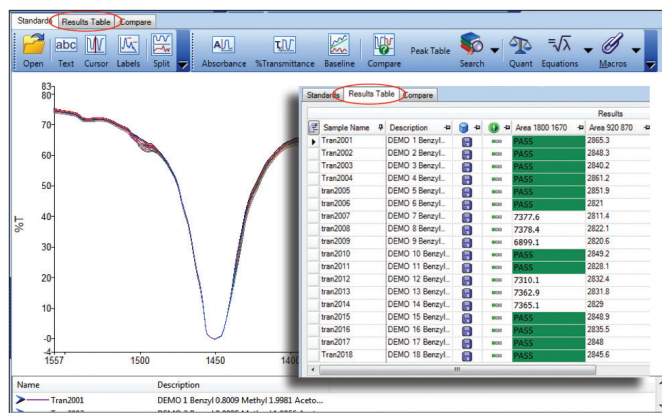 Standards Results Table Compare
Open Text Cursor Labels Split Absorbance %Transmittance Baseline Compare Peak Table Search Quant Equations Macros
abc
83
80
70
60
50
40
30
20
10
-0
-4
%T
1557 1500 1450 1400
Standards Results Table Compare
Results
Sample Name Description Area 1800 1670 Area 920 870
Tran2001 DEMO 1 Benzyl... PASS 2865.3
Tran2002 DEMO 2 Benzyl... PASS 2848.3
Tran2003 DEMO 3 Benzyl... PASS 2840.2
Tran2004 DEMO 4 Benzyl... PASS 2861.2
tran2005 DEMO 5 Benzyl... PASS 2851.9
tran2006 DEMO 6 Benzyl... PASS 2821
tran2007 DEMO 7 Benzyl... 7377.6 2811.4
tran2008 DEMO 8 Benzyl... 7378.4 2822.1
tran2009 DEMO 9 Benzyl... 6899.1 2820.6
tran2010 DEMO 10 Benzyl... PASS 2849.2
tran2011 DEMO 11 Benzyl... PASS 2828.1
tran2012 DEMO 12 Benzyl... 7310.1 2832.4
tran2013 DEMO 13 Benzyl... 7362.9 2831.8
tran2014 DEMO 14 Benzyl... 7365.1 2829
tran2015 DEMO 15 Benzyl... PASS 2848.9
tran2016 DEMO 16 Benzyl... PASS 2835.5
tran2017 DEMO 17 Benzyl... PASS 2848
Tran2018 DEMO 18 Benzyl... PASS 2845.6
Name Description
Tran2001 DEMO 1 Benzyl 0.8009 Methyl 1.9981 Aceto...